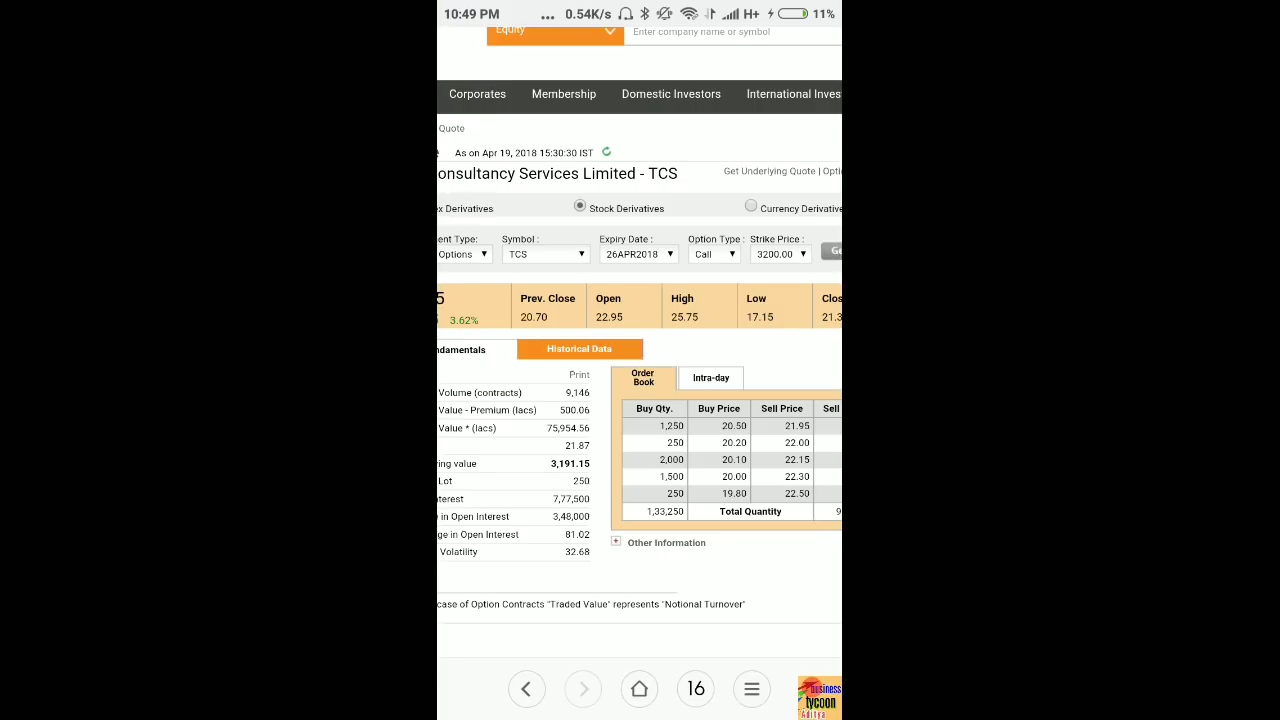 10:49 PM ... 0.54K/s H+ 11%
Equity Enter company name or symbol
Corporates Membership Domestic Investors International Inves
Quote
As on Apr 19, 2018 15:30:30 IST
onsultancy Services Limited - TCS Get Underlying Quote | Opti
ex Derivatives Stock Derivatives Currency Derivative
ent Type: Symbol : Expiry Date : Option Type : Strike Price :
Options TCS 26APR2018 Call 3200.00 Ge
5 Prev. Close Open High Low Clos
3.62% 20.70 22.95 25.75 17.15 21.3
ndamentals Historical Data
Print
Order Book Intra-day
Volume (contracts) 9,146
Value - Premium (lacs) 500.06
Value * (lacs) 75,954.56
21.87
ying value 3,191.15
Lot 250
terest 7,77,500
in Open Interest 3,48,000
ge in Open Interest 81.02
Volatility 32.68
Buy Qty. Buy Price Sell Price Sell
1,250 20.50 21.95
250 20.20 22.00
2,000 20.10 22.15
1,500 20.00 22.30
250 19.80 22.50
1,33,250 Total Quantity 9
Other Information
case of Option Contracts "Traded Value" represents "Notional Turnover"
16
business
tycoon
Aditya